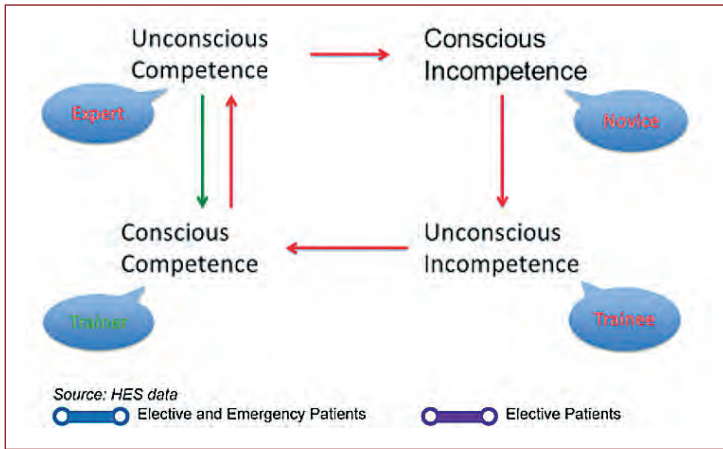 Unconscious
Competence
Conscious
Incompetence
Expert
Novice
Conscious
Competence
Unconscious
Incompetence
Trainer
Trainee
Source: HES data
Elective and Emergency Patients
Elective Patients